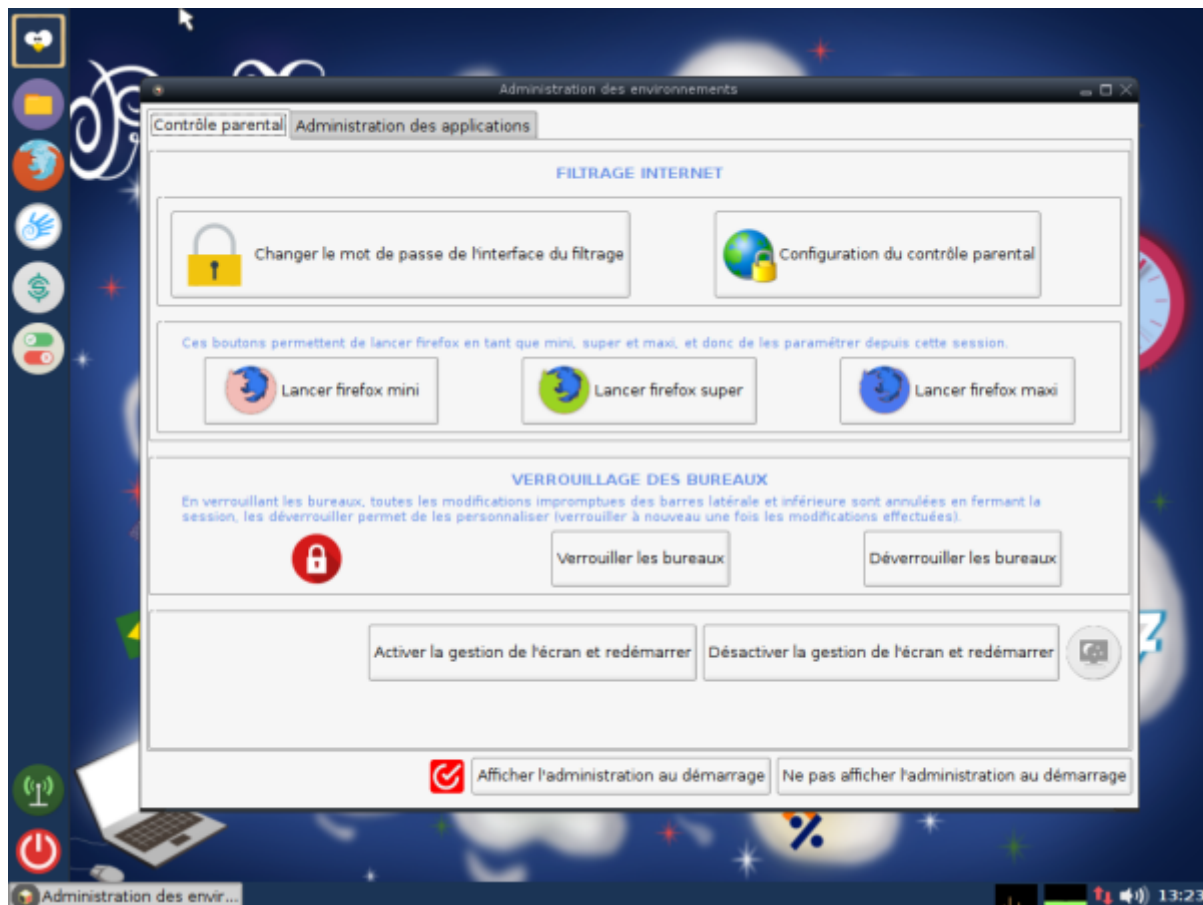 Administration des environnements
Contrôle parental
Administration des applications
FILTRAGE INTERNET
Changer le mot de passe de l'interface du filtrage
Configuration du contrôle parental
Ces boutons permettent de lancer firefox en tant que mini, super et maxi, et donc de les paramétrer depuis cette session.
Lancer firefox mini
Lancer firefox super
Lancer firefox maxi
VERROUILLAGE DES BUREAUX
En verrouillant les bureaux, toutes les modifications impromptues des barres latérale et inférieure sont annulées en fermant la
session, les déverrouiller permet de les personnaliser (verrouiller à nouveau une fois les modifications effectuées).
Verrouiller les bureaux
Déverrouiller les bureaux
Activer la gestion de l'écran et redémarrer
Désactiver la gestion de l'écran et redémarrer
Afficher l'administration au démarrage
Ne pas afficher l'administration au démarrage
Administration des envir...
13:23